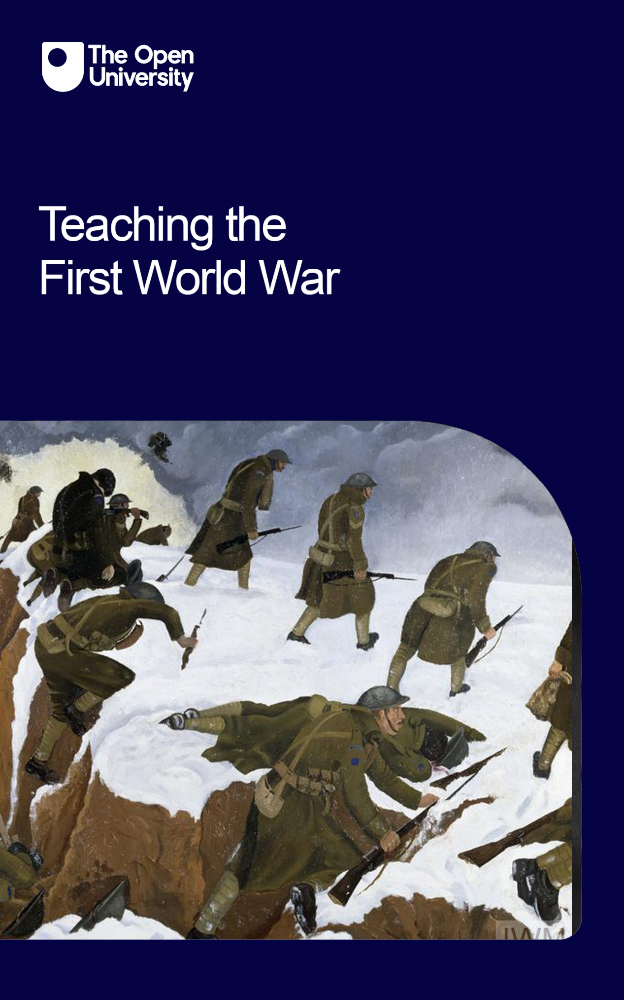 The Open
University
Teaching the
First World War
IWM